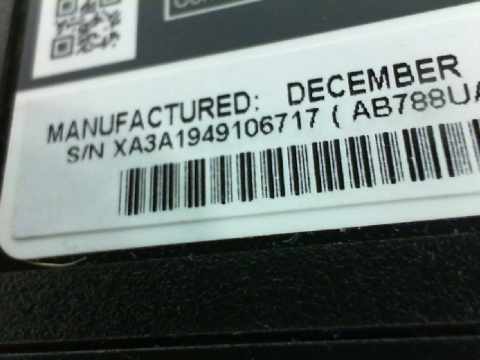 MANUFACTURED: DECEMBER
S/N XA3A1949106717 ( AB788UA